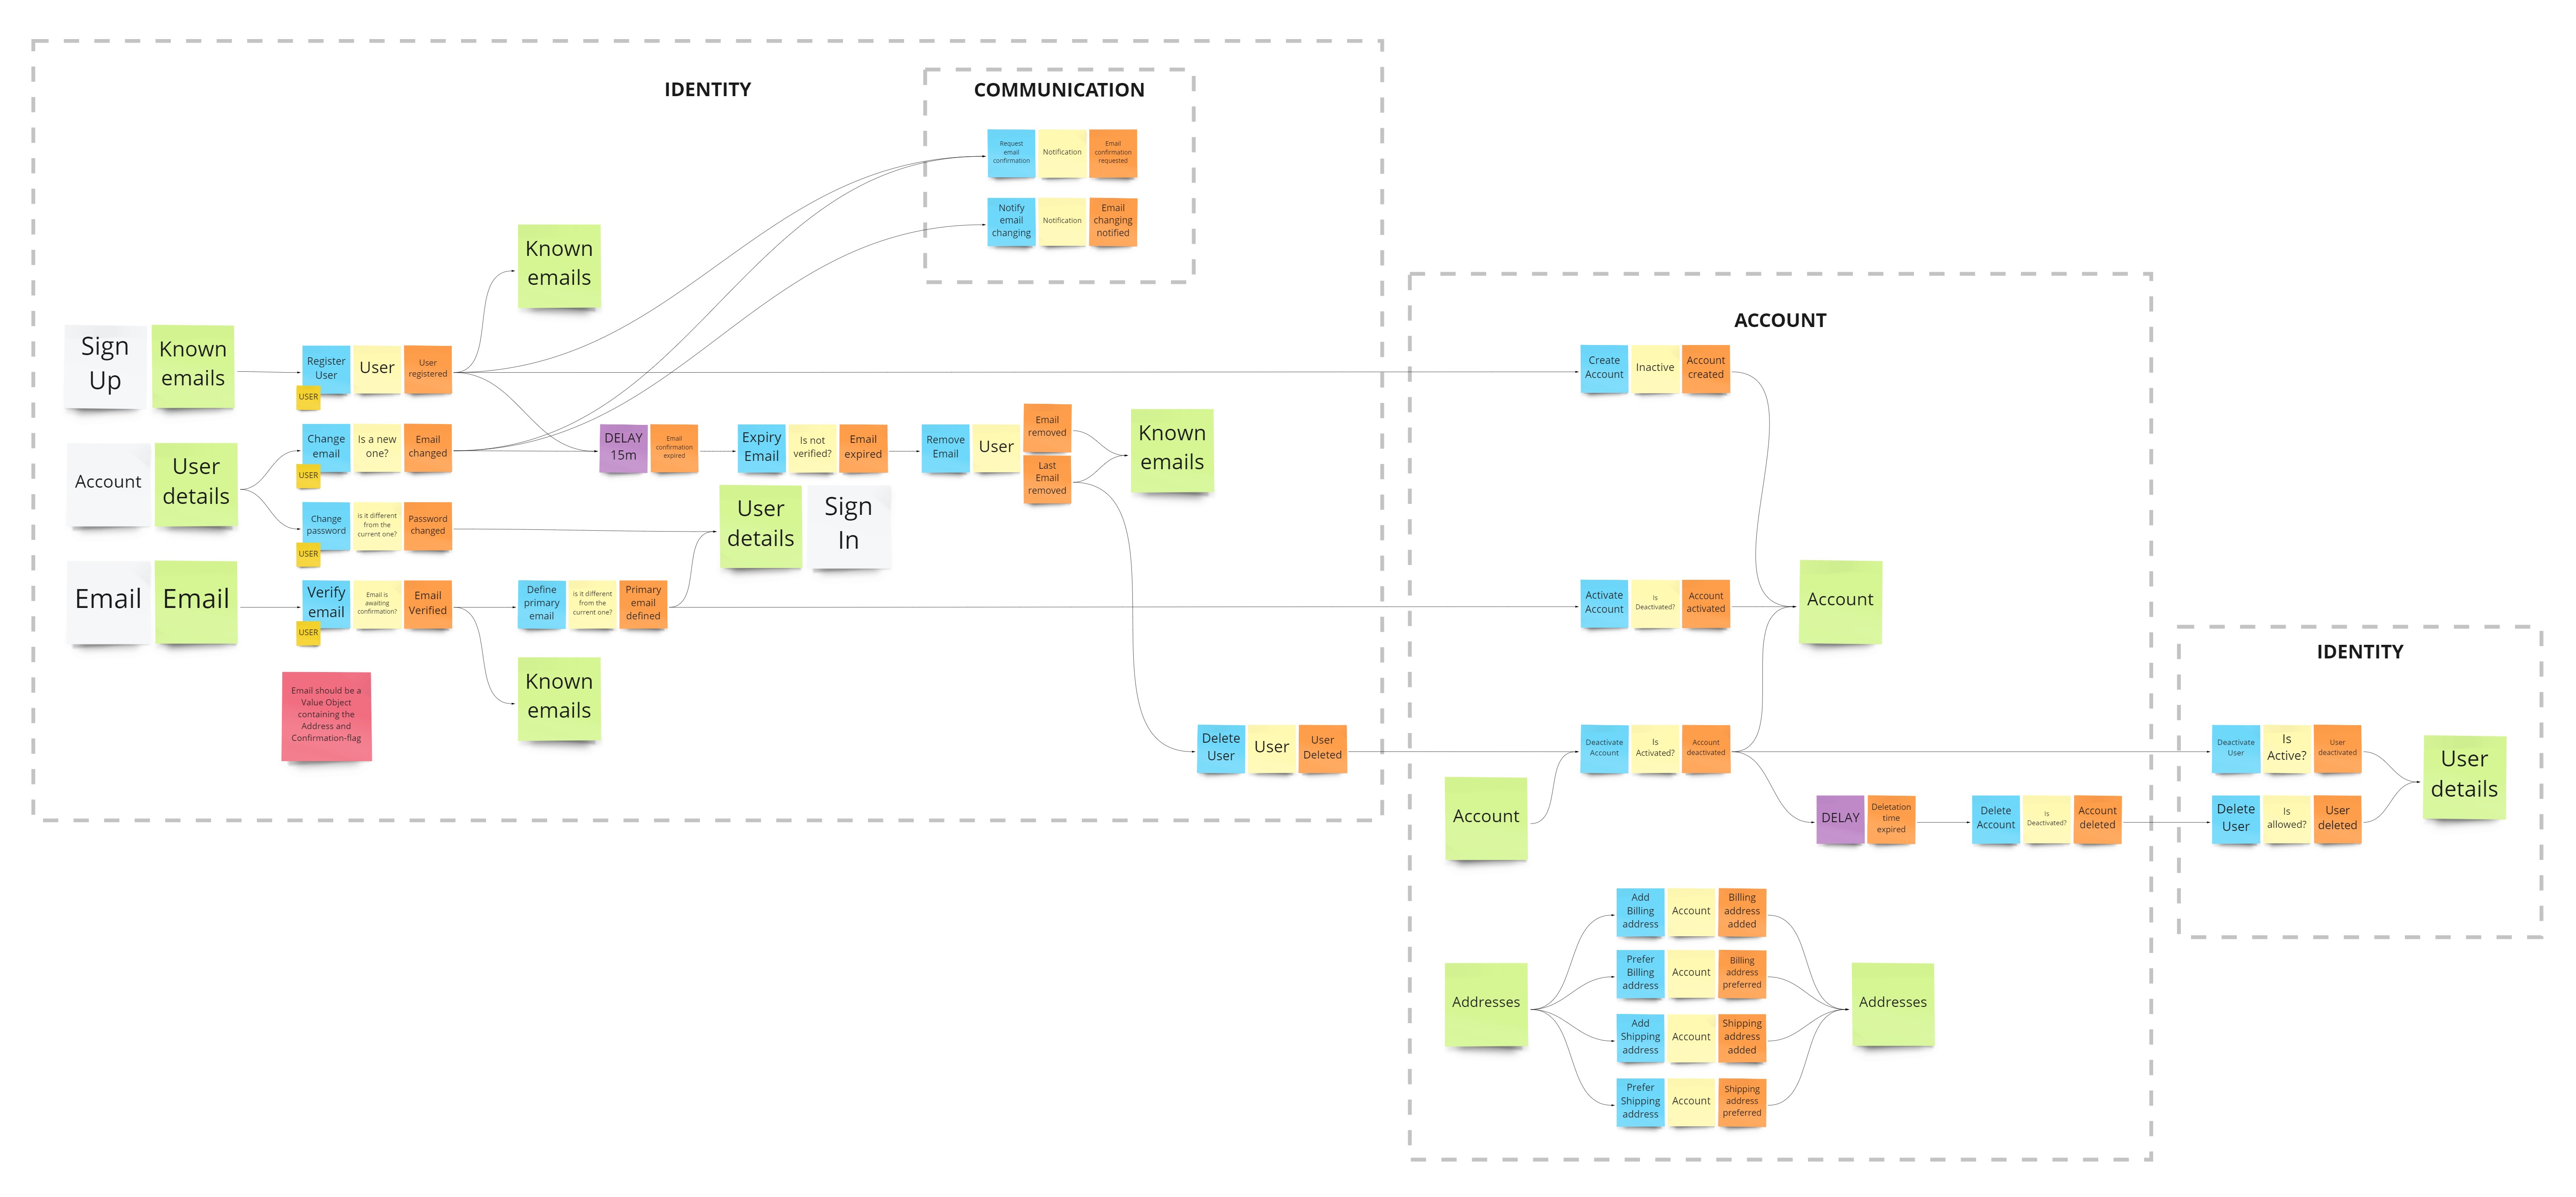 IDENTITY
COMMUNICATION
Request
email
confirmation
Notification
Email
confirmation
requested
Notify
email
changing
Notification
Email
changing
notified
Known
emails
Sign
Up
Known
emails
Register
User
USER
User
User
registered
Account
User
details
Change
email
USER
Is a new
one?
Email
changed
Change
password
USER
is it different
from the
current one?
Password
changed
DELAY
15m
Email
confirmation
expired
Expiry
Email
Is not
verified?
Email
expired
Remove
Email
User
Email
removed
Last
Email
removed
Known
emails
User
details
Sign
In
Email
Email
Verify
email
USER
Email is
awaiting
confirmation?
Email
Verified
Define
primary
email
is it different
from the
current one?
Primary
email
defined
Known
emails
Email should be a
Value Object
containing the
Address and
Confirmation-flag
Delete
User
User
User
Deleted
ACCOUNT
Create
Account
Inactive
Account
created
Activate
Account
Is
Deactivated?
Account
activated
Account
Deactivate
Account
Is
Activated?
Account
deactivated
Account
DELAY
Deletation
time
expired
Delete
Account
Is
Deactivated?
Account
deleted
Addresses
Add
Billing
address
Account
Billing
address
added
Prefer
Billing
address
Account
Billing
address
preferred
Add
Shipping
address
Account
Shipping
address
added
Prefer
Shipping
address
Account
Shipping
address
preferred
Addresses
IDENTITY
Deactivate
User
Is
Active?
User
deactivated
Delete
User
Is
allowed?
User
deleted
User
details